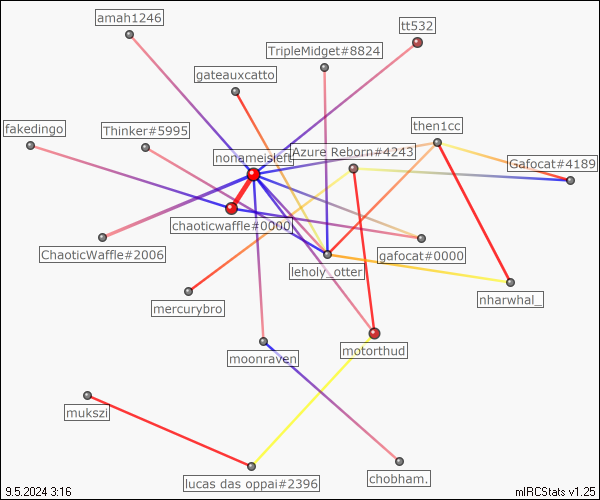 amah1246
tt532
TripleMidget#8824
gateauxcatto
then1cc
fakedingo
Thinker#5995
nonameisleft
Azure Reborn#4243
Gafocat#4189
chaoticwaffle#0000
ChaoticWaffle#2006
gafocat#0000
leholy_otter
nharwhal_
mercurybro
moonraven
motorthud
mukszi
lucas das oppai#2396
chobham.
9.5.2024 3:16
mIRCStats v1.25